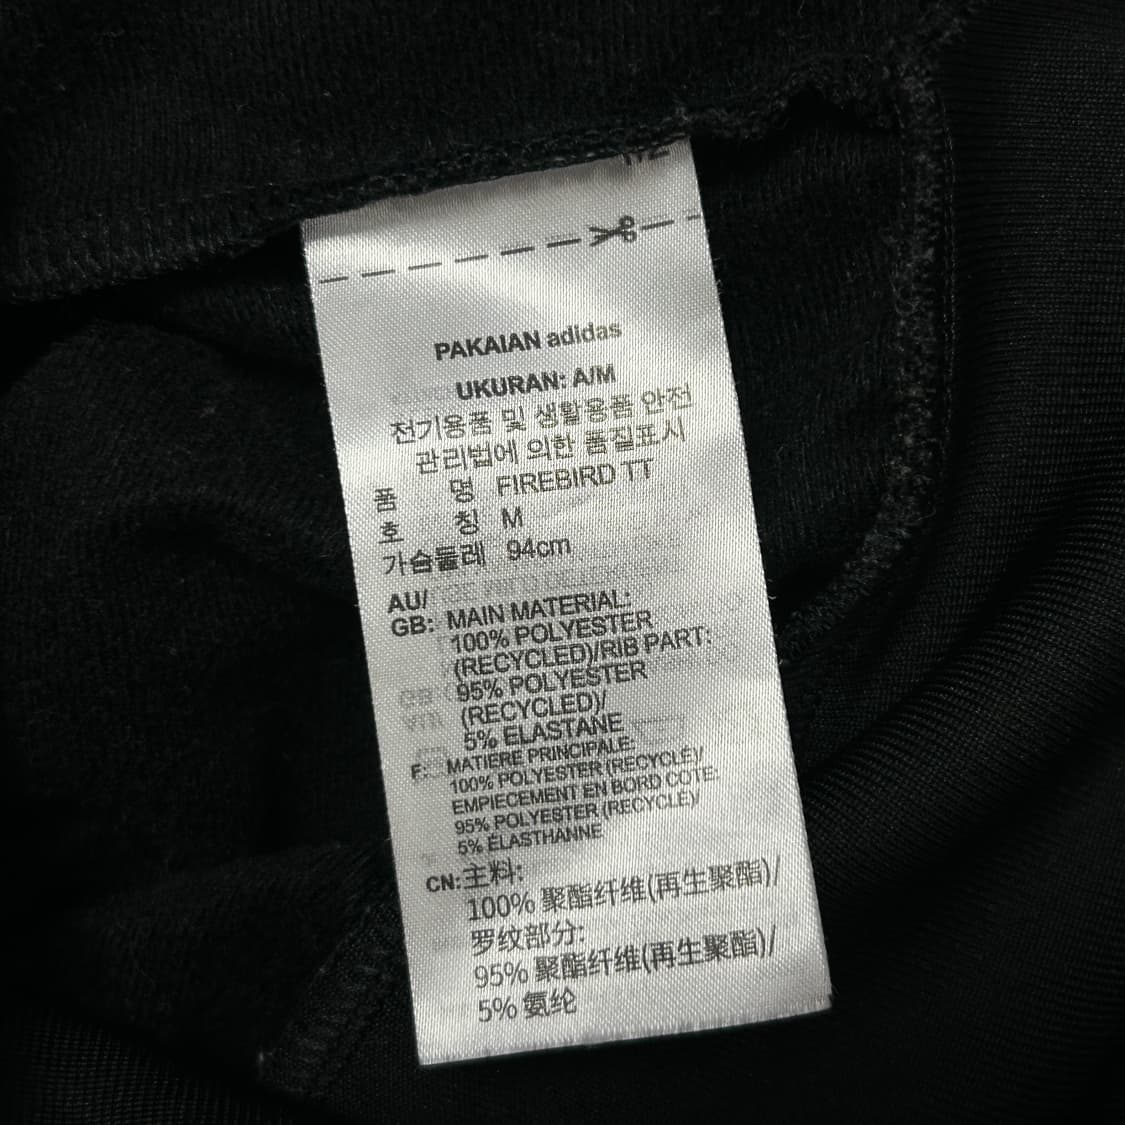 PAKAIAN adidas
UKURAN: A/M
전기용품 및 생활용품 안전
관리법에 의한 품질표시
품 명 FIREBIRD TT
호 칭 M
가슴둘레 94cm
AU/
GB: MAIN MATERIAL:
100% POLYESTER
(RECYCLED)/RIB PART:
95% POLYESTER
(RECYCLED)/
5% ELASTANE
F: MATIÈRE PRINCIPALE:
100% POLYESTER (RECYCLÉ)/
EMPIECEMENT EN BORD COTE:
95% POLYESTER (RECYCLÉ)/
5% ÉLASTHANNE
CN:主料:
100% 聚酯纤维(再生聚酯)/
罗纹部分:
95% 聚酯纤维(再生聚酯)/
5% 氨纶